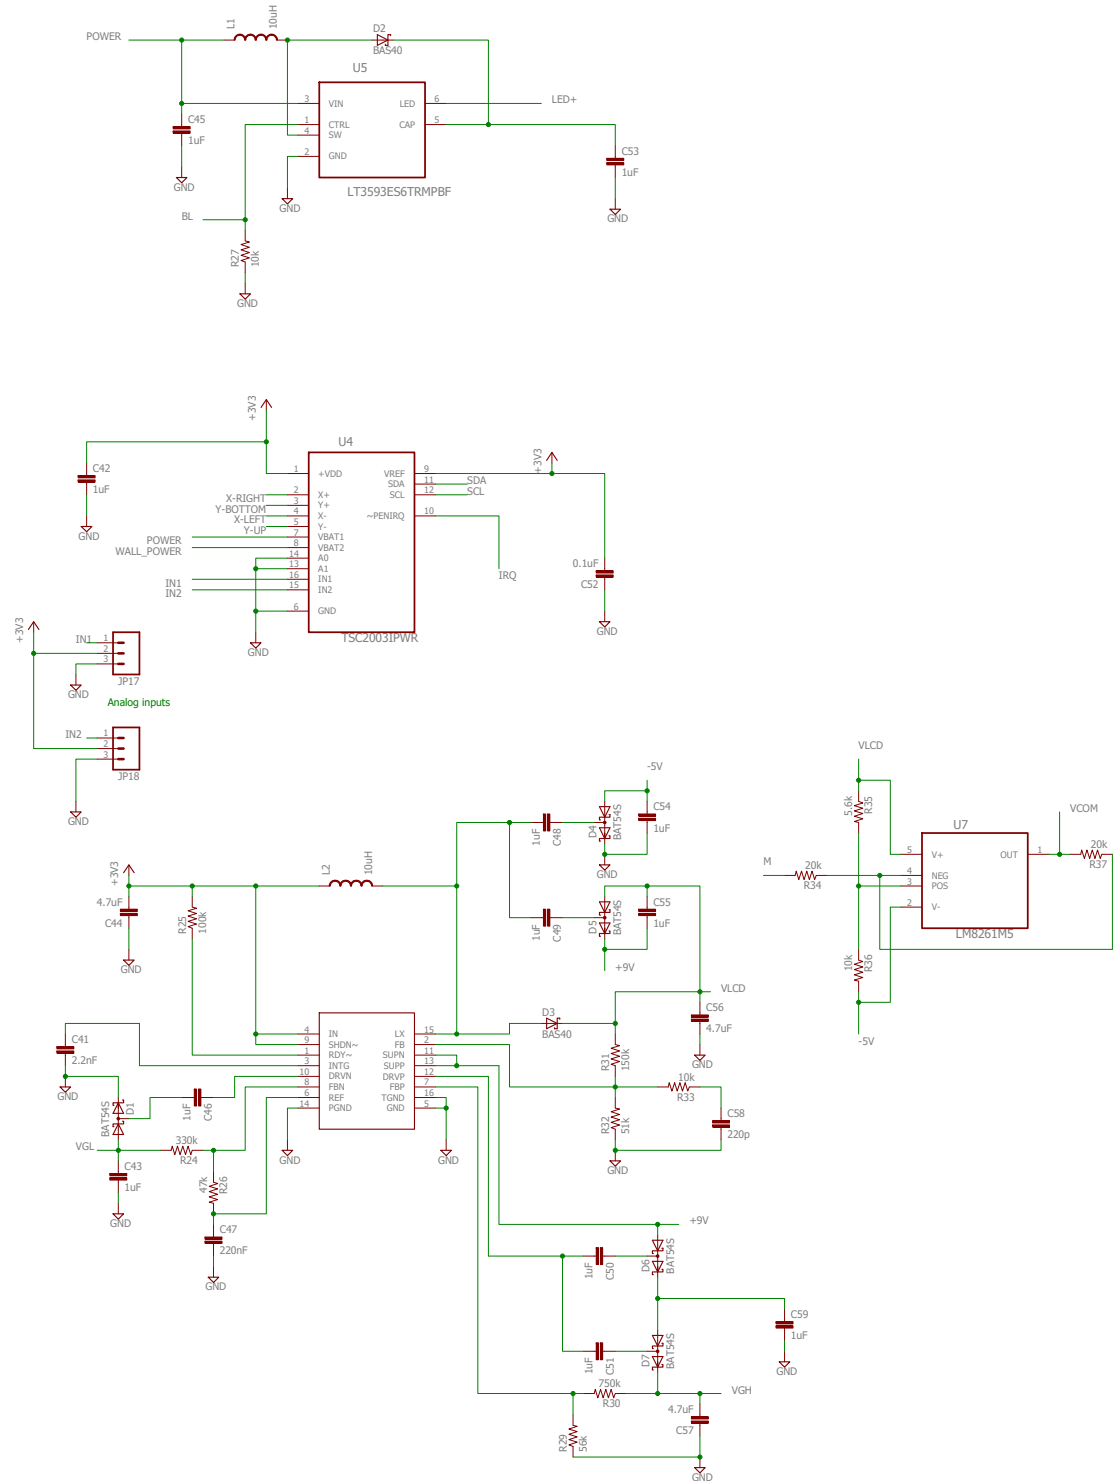 POWER
L1
10uH
D2
BAS40
U5
3
VIN
LED
6
LED+
1
CTRL
CAP
5
4
SW
2
GND
LT3593ES6TRMPBF
C45
1uF
GND
GND
C53
1uF
GND
BL
R27
10k
GND
+3V3
U4
C42
1uF
GND
1
+VDD
VREF
9
+3V3
SDA
11
SDA
X-RIGHT
2
X+
SCL
12
SCL
Y-BOTTOM
3
Y+
X-LEFT
4
X-
~PENIRQ
10
Y-UP
5
Y-
POWER
7
VBAT1
WALL_POWER
8
VBAT2
14
A0
13
A1
IN1
16
IN1
IN2
15
IN2
6
GND
TSC2003IPWR
GND
IRQ
0.1uF
C52
GND
+3V3
IN1
1
2
3
JP17
GND
Analog inputs
IN2
1
2
3
JP18
GND
-5V
1uF
C48
D4
BAT54S
C54
1uF
GND
+3V3
L2
10uH
4.7uF
C44
GND
R25
100k
1uF
C49
D5
BAT54S
C55
1uF
+9V
VLCD
5.6k
R35
U7
VCOM
M
20k
R34
5
V+
OUT
1
20k
R37
4
NEG
3
POS
2
V-
LM8261M5
10k
R36
-5V
VLCD
D3
BAS40
C56
4.7uF
GND
4
IN
LX
15
9
SHDN~
FB
2
1
RDY~
SUPN
11
3
INTG
SUPP
13
10
DRVN
DRVP
12
8
FBN
FBP
7
6
REF
TGND
16
14
PGND
GND
5
GND
GND
C41
2.2nF
GND
BAT54S
D1
1uF
C46
VGL
330k
R24
C43
1uF
GND
47k
R26
C47
220nF
GND
R31
150k
10k
R33
R32
51k
C58
220p
GND
+9V
1uF
C50
D6
BAT54S
C59
1uF
GND
1uF
C51
D7
BAT54S
750k
R30
VGH
R29
56k
4.7uF
C57
GND